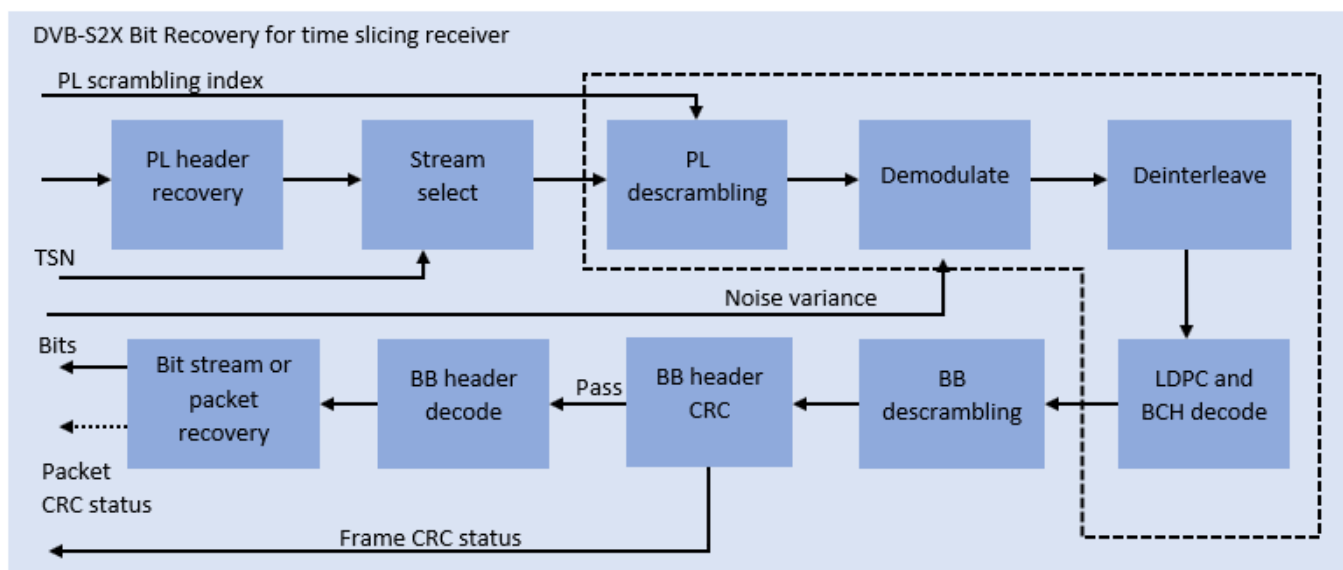 DVB-S2X Bit Recovery for time slicing receiver
PL scrambling index
PL header
recovery
Stream
select
PL
descrambling
Demodulate
Deinterleave
TSN
Noise variance
Bits
Bit stream or
packet
recovery
BB header
decode
Pass
BB header
CRC
BB
descrambling
LDPC and
BCH decode
Packet
CRC status
Frame CRC status